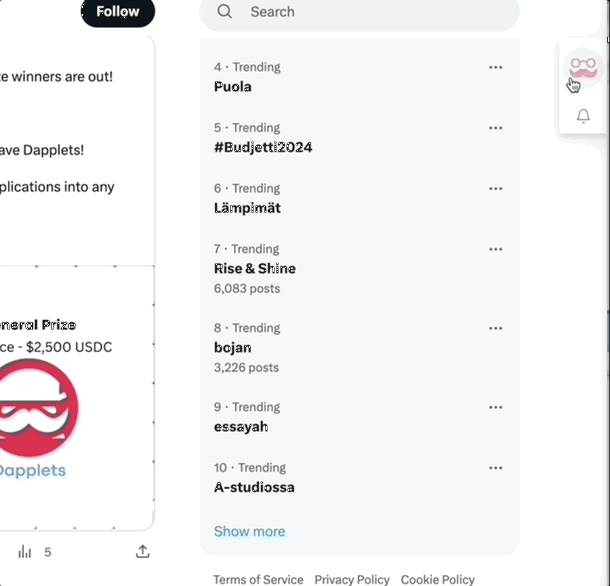 Follow
Search
e winners are out!
ave Dapplets!
plications into any
neral Prize
ce - $2,500 USDC
Dapplets
5
4 · Trending
Puola
5 · Trending
#Budjetti2024
6 · Trending
Lämpimät
7 · Trending
Rise & Shine
6,083 posts
8 · Trending
bojan
3,226 posts
9 · Trending
essayah
10 · Trending
A-studiossa
Show more
Terms of Service Privacy Policy Cookie Policy